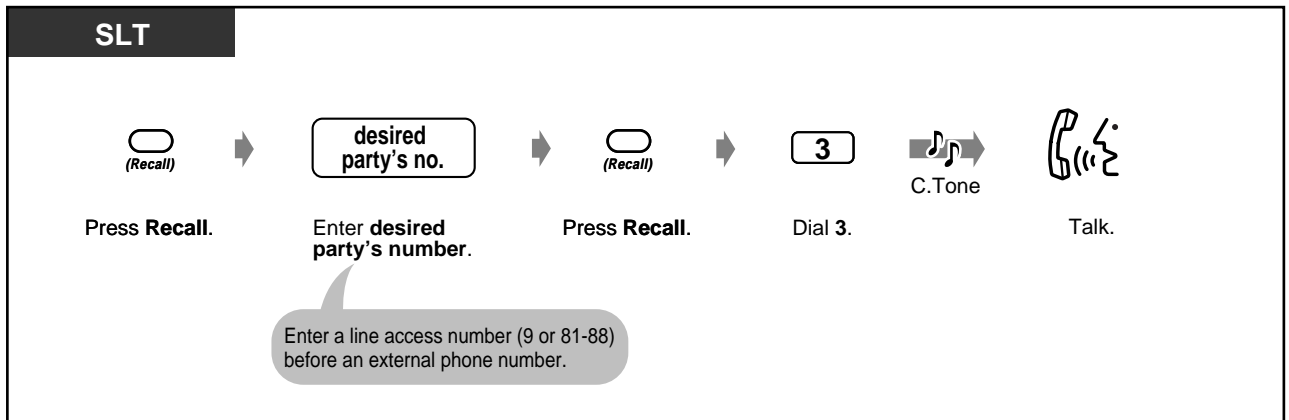 SLT
(Recall)
desired
party's no.
(Recall)
3
C.Tone
Press Recall.
Enter desired
party's number.
Press Recall.
Dial 3.
Talk.
Enter a line access number (9 or 81-88)
before an external phone number.